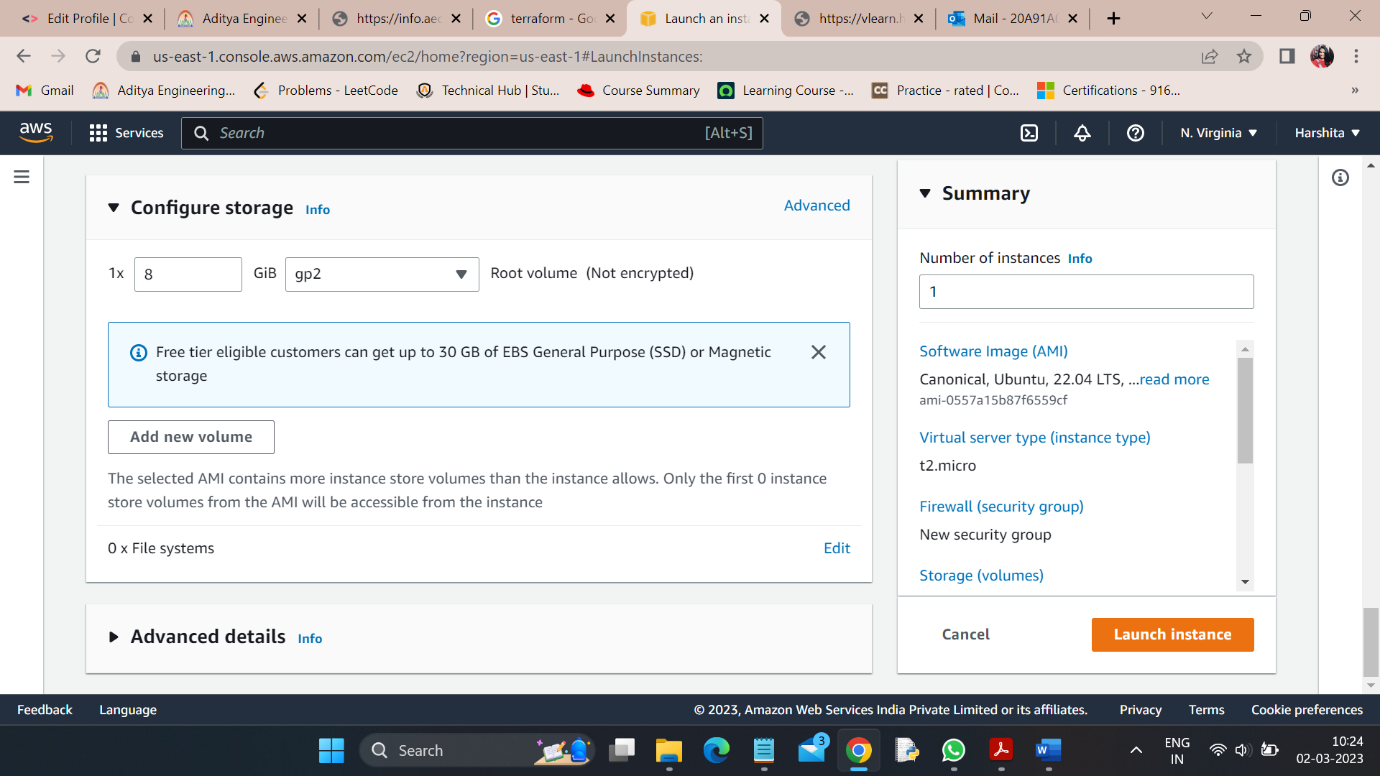 Edit Profile | Co
Aditya Enginee
https://info.aec
terraform - Go
Launch an insta
https://vlearn.h
Mail - 20A91A0
us-east-1.console.aws.amazon.com/ec2/home?region=us-east-1#LaunchInstances:
Gmail
Aditya Engineering...
Problems - LeetCode
Technical Hub | Stu...
Course Summary
Learning Course -...
Practice - rated | Co...
Certifications - 916...
»
aws
Services
Search
[Alt+S]
N. Virginia
Harshita
Configure storage
Info
Advanced
1x
8
GiB
gp2
Root volume (Not encrypted)
Free tier eligible customers can get up to 30 GB of EBS General Purpose (SSD) or Magnetic
storage
Add new volume
The selected AMI contains more instance store volumes than the instance allows. Only the first 0 instance
store volumes from the AMI will be accessible from the instance
0 x File systems
Edit
Advanced details
Info
Summary
Number of instances
Info
1
Software Image (AMI)
Canonical, Ubuntu, 22.04 LTS, ...read more
ami-0557a15b87f6559cf
Virtual server type (instance type)
t2.micro
Firewall (security group)
New security group
Storage (volumes)
Cancel
Launch instance
Feedback
Language
© 2023, Amazon Web Services India Private Limited or its affiliates.
Privacy
Terms
Cookie preferences
Search
3
ENG
IN
10:24
02-03-2023